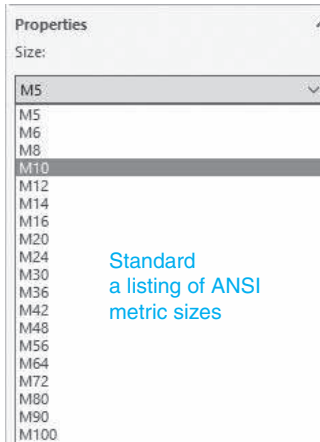 Properties
Size:
M5
M5
M6
M8
M10
M12
M14
M16
M20
M24
M30
M36
M42
M48
M56
M64
M72
M80
M90
M100
Standard
a listing of ANSI
metric sizes